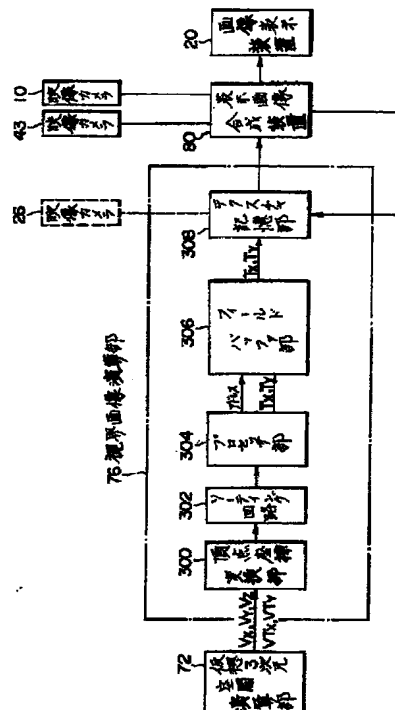 10
映像
カメラ
43
映像
カメラ
26
映像
カメラ
20
画像表示
装置
80
表示画像
合成装置
76 視界画像演算部
308
テクスチャ
記憶部
TX,TY
306
フィールド
バッファ
部
TX,TY
304
プロセッサ
部
302
ソーティング
回路
300
頂点座標
変換部
VX,VY,VZ
VTX,VTY
72
仮想3次元
空間
演算部